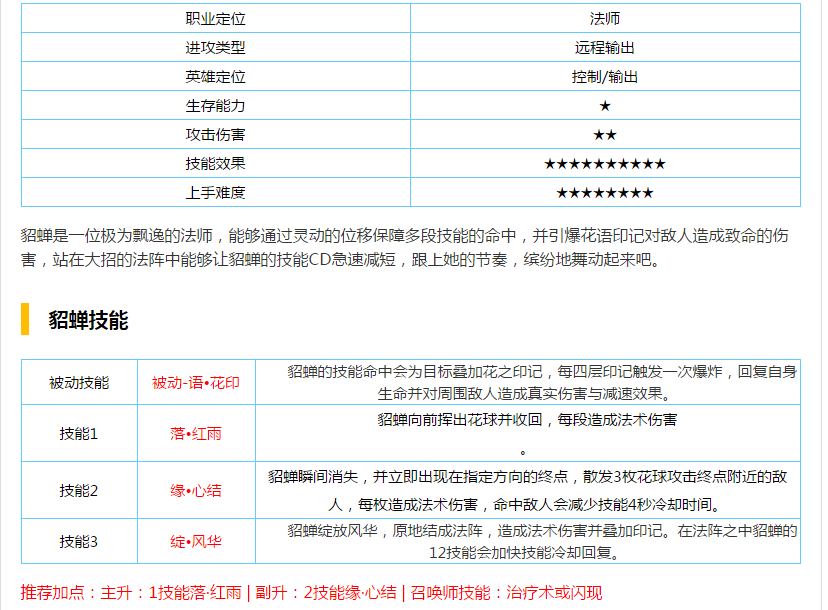 职业定位 法师
进攻类型 远程输出
英雄定位 控制/输出
生存能力 ★
攻击伤害 ★★
技能效果 ★★★★★★★★★★
上手难度 ★★★★★★★★
貂蝉是一位极为飘逸的法师，能够通过灵动的位移保障多段技能的命中，并引爆花语印记对敌人造成致命的伤
害，站在大招的法阵中能够让貂蝉的技能CD急速减短，跟上她的节奏，缤纷地舞动起来吧。
貂蝉技能
被动技能 被动-语•花印 貂蝉的技能命中会为目标叠加花之印记，每四层印记触发一次爆炸，回复自身
生命并对周围敌人造成真实伤害与减速效果。
技能1 落•红雨 貂蝉向前挥出花球并收回，每段造成法术伤害
。
技能2 缘•心结 貂蝉瞬间消失，并立即出现在指定方向的终点，散发3枚花球攻击终点附近的敌
人，每枚造成法术伤害，命中敌人会减少技能4秒冷却时间。
技能3 绽•风华 貂蝉绽放风华，原地结成法阵，造成法术伤害并叠加印记。在法阵之中貂蝉的
12技能会加快技能冷却回复。
推荐加点：主升：1技能落·红雨 | 副升：2技能缘·心结 | 召唤师技能：治疗术或闪现